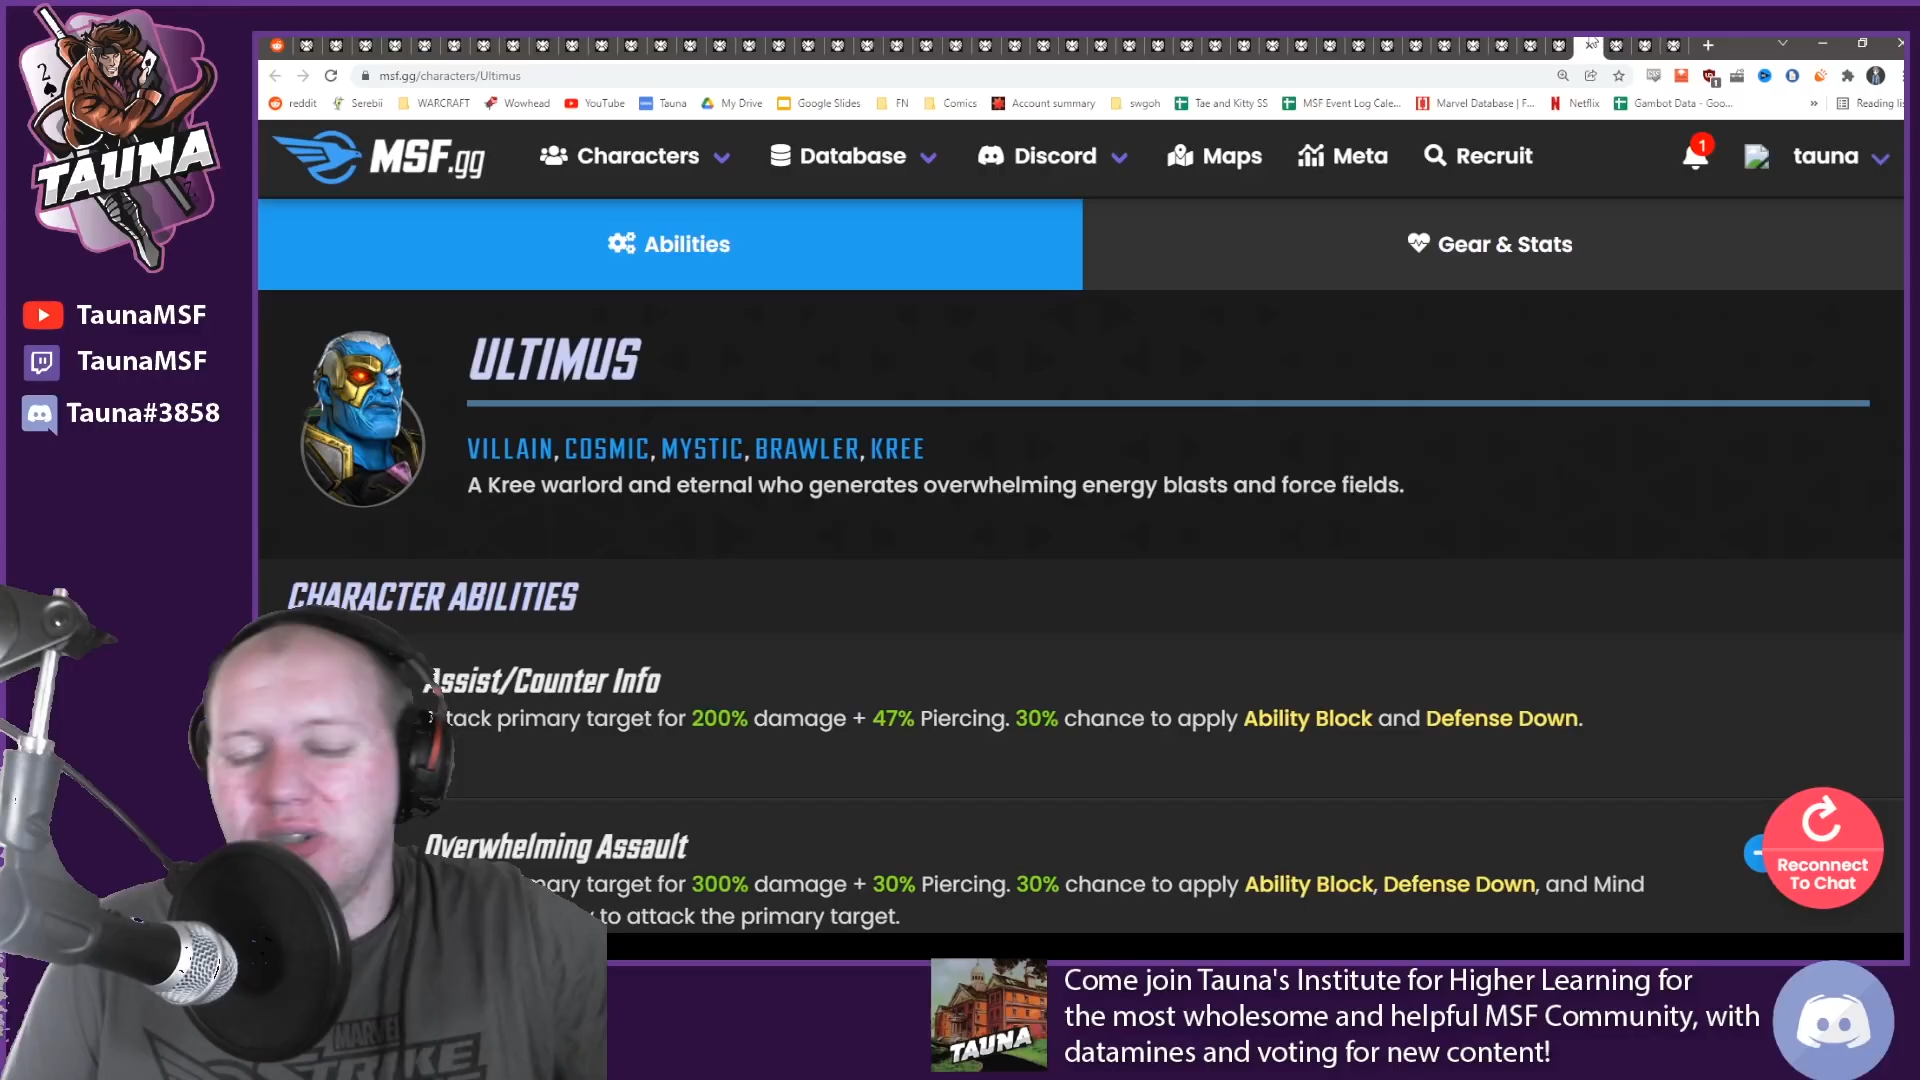 TAUNA
TaunaMSF
TaunaMSF
Tauna#3858
msf.gg/characters/Ultimus
reddit Serebii WARCRAFT Wowhead YouTube Tauna My Drive Google Slides FN Comics Account summary swgoh Tae and Kitty SS MSF Event Log Cale... Marvel Database | F... Netflix Gambot Data - Goo... » Reading li
MSF.gg Characters Database Discord Maps Meta Recruit 1 tauna
Abilities Gear & Stats
ULTIMUS
VILLAIN, COSMIC, MYSTIC, BRAWLER, KREE
A Kree warlord and eternal who generates overwhelming energy blasts and force fields.
CHARACTER ABILITIES
Assist/Counter Info
tack primary target for 200% damage + 47% Piercing. 30% chance to apply Ability Block and Defense Down.
Overwhelming Assault
ary target for 300% damage + 30% Piercing. 30% chance to apply Ability Block, Defense Down, and Mind
to attack the primary target.
Reconnect
To Chat
MARVEL
STRIKE
TAUNA
Come join Tauna's Institute for Higher Learning for
the most wholesome and helpful MSF Community, with
datamines and voting for new content!